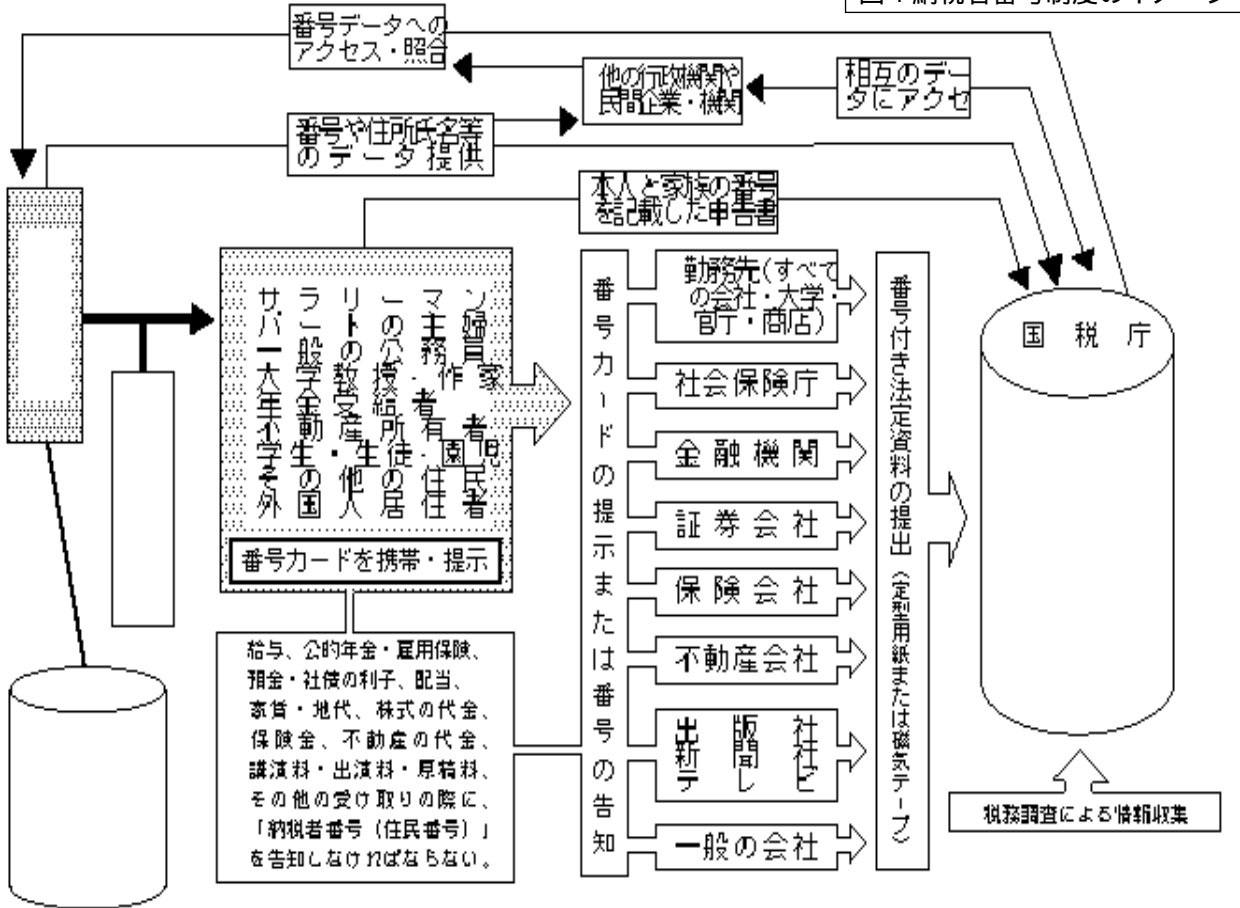 図1納税者番号制度のイメージ
番号データへの
アクセス・照合
他の行政機関や
民間企業・機関
相互のデー
タにアクセ
番号や住所氏名等
のデータ提供
本人と家族の番号
を記載した申告書
サラリーマン
パートの主婦
一般の公務員
大学教授・作家
年金受給者
不動産所有者
学生・生徒・園児
その他の住民
外国人居住者
番号カードを携帯・提示
給与、公的年金・雇用保険、
預金・社債の利子、配当、
家賃・地代、株式の代金、
保険金、不動産の代金、
講演料・出演料・原稿料、
その他の受け取りの際に、
「納税者番号(住民番号)」
を告知しなければならない。
番号カードの提示または番号の告知
勤務先(すべて
の会社・大学・
官庁・商店)
社会保険庁
金融機関
証券会社
保険会社
不動産会社
出版社
新聞社
テレビ
一般の会社
番号付き法定資料の提出(定型用紙または磁気テープ)
国税庁
税務調査による情報収集